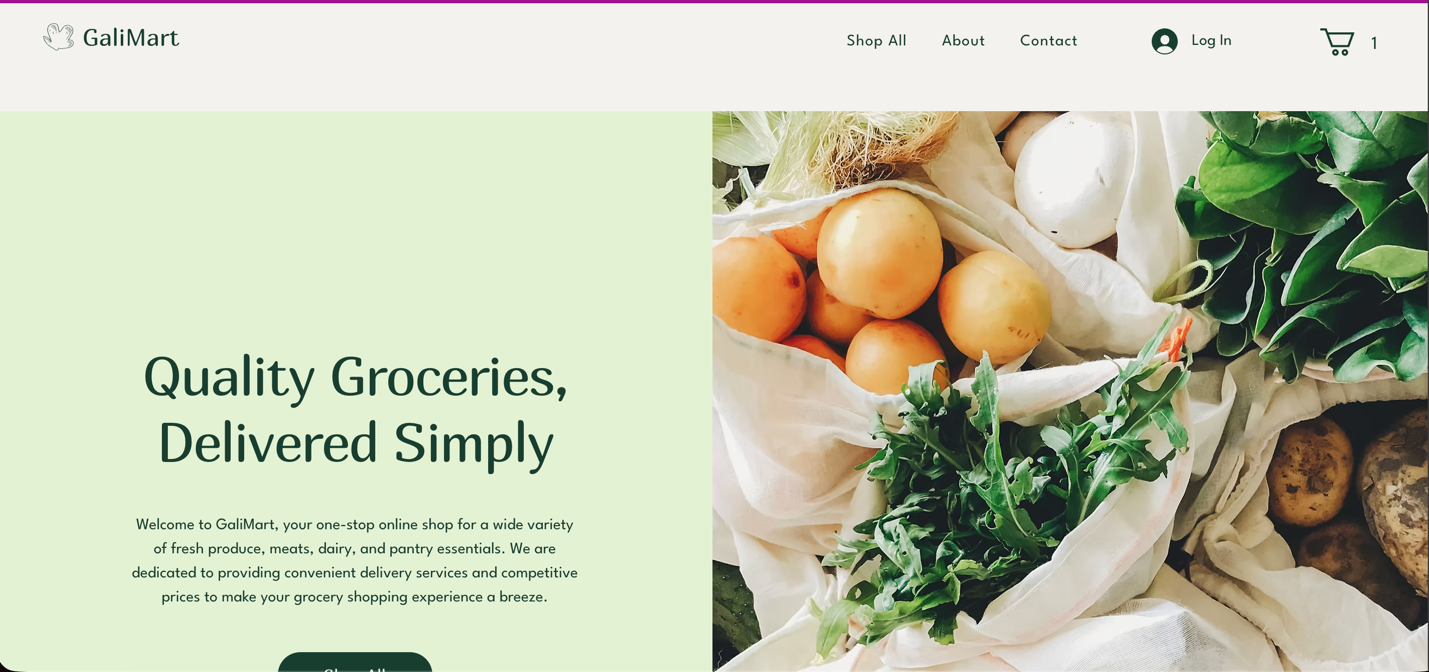 GaliMart
Shop All
About
Contact
Log In
1
Quality Groceries,
Delivered Simply
Welcome to GaliMart, your one-stop online shop for a wide variety
of fresh produce, meats, dairy, and pantry essentials. We are
dedicated to providing convenient delivery services and competitive
prices to make your grocery shopping experience a breeze.
Shop All